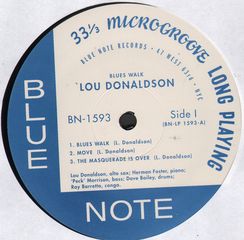 33⅓ MICROGROOVE LONG PLAYING
BLUE NOTE RECORDS • 47 WEST 63rd • NYC
BLUES WALK
LOU DONALDSON
BN-1593
Side 1
(BN-LP 1593-A)
1. BLUES WALK (L. Donaldson)
2. MOVE (L. Donaldson)
3. THE MASQUERADE IS OVER (L. Donaldson)
Lou Donaldson, alto sax; Herman Foster, piano;
'Peck' Morrison, bass; Dave Bailey, drums;
Ray Barretto, conga.
BLUE
NOTE